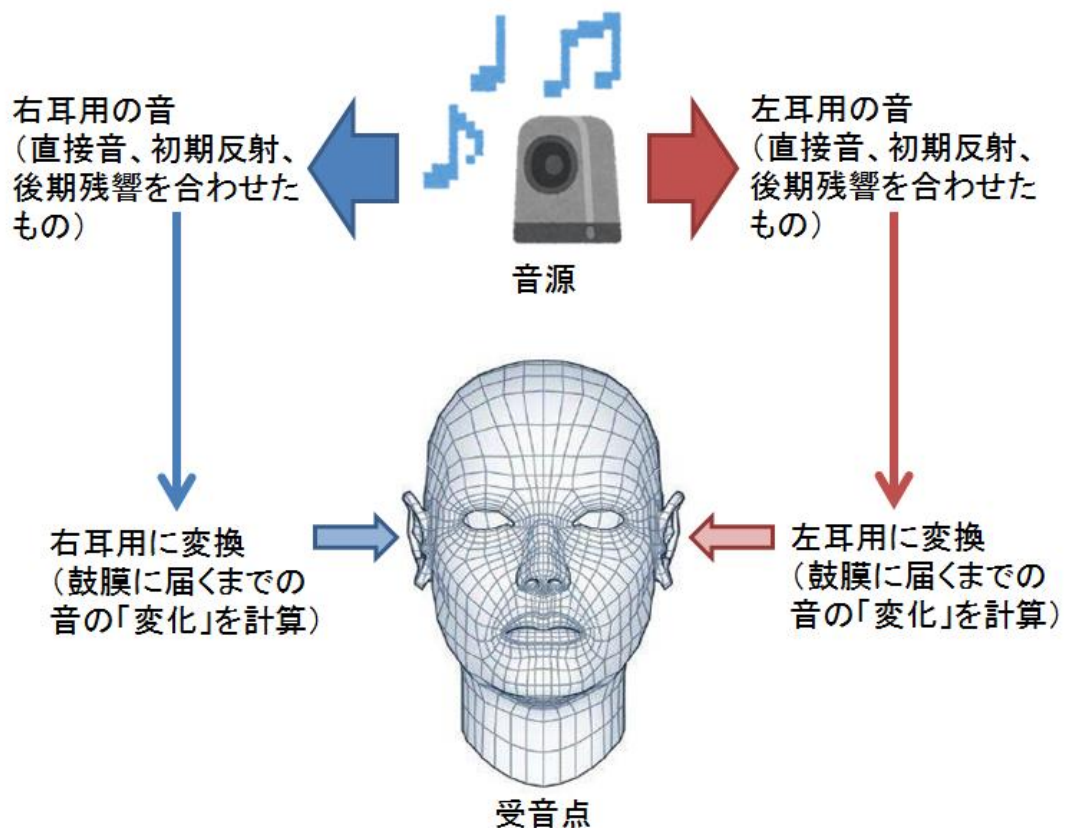 右耳用の音
（直接音、初期反射、
後期残響を合わせた
もの）
左耳用の音
（直接音、初期反射、
後期残響を合わせた
もの）
音源
右耳用に変換
（鼓膜に届くまでの
音の「変化」を計算）
左耳用に変換
（鼓膜に届くまでの
音の「変化」を計算）
受音点